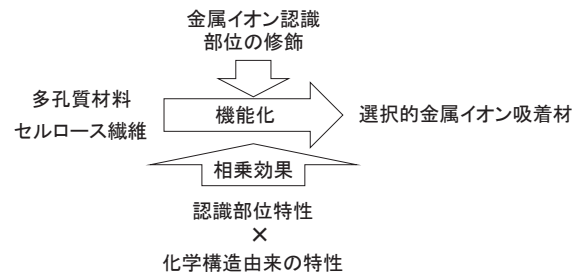 金属イオン認識
部位の修飾
多孔質材料
セルロース繊維
機能化
選択的金属イオン吸着材
相乗効果
認識部位特性
×
化学構造由来の特性